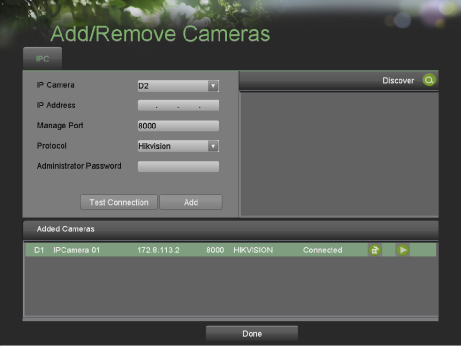 Add/Remove Cameras
IPC
IP Camera D2
Discover
IP Address . . .
Manage Port 8000
Protocol Hikvision
Administrator Password
Test Connection Add
Added Cameras
D1 IPCamera 01 172.8.113.2 8000 HIKVISION Connected
Done